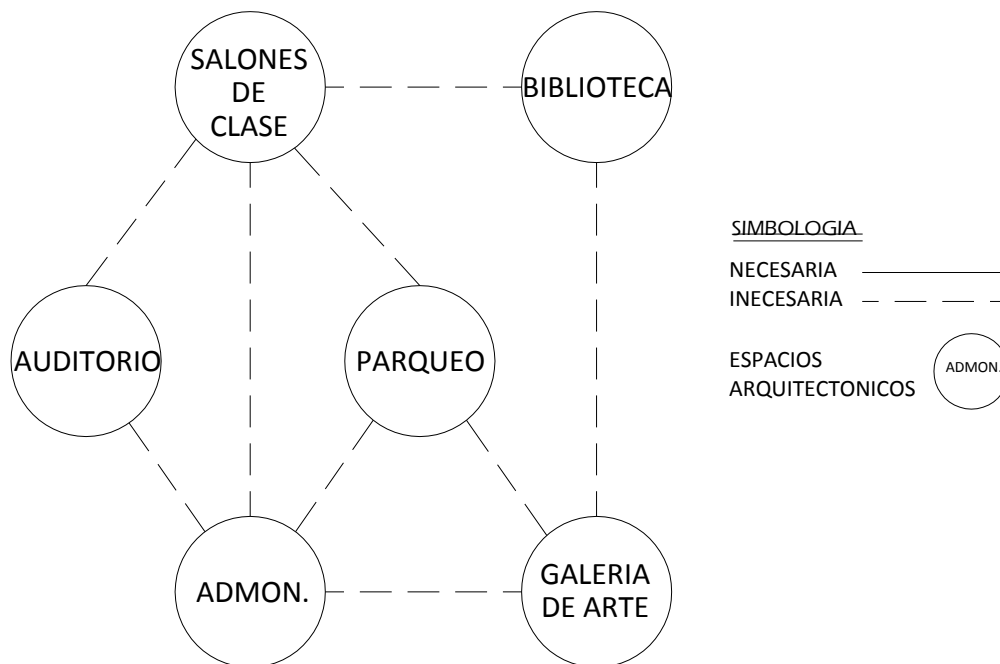 SALONES
DE
CLASE
BIBLIOTECA
AUDITORIO
PARQUEO
ADMON.
GALERIA
DE ARTE
SIMBOLOGIA
NECESARIA
INECESARIA
ESPACIOS
ARQUITECTONICOS
ADMON.